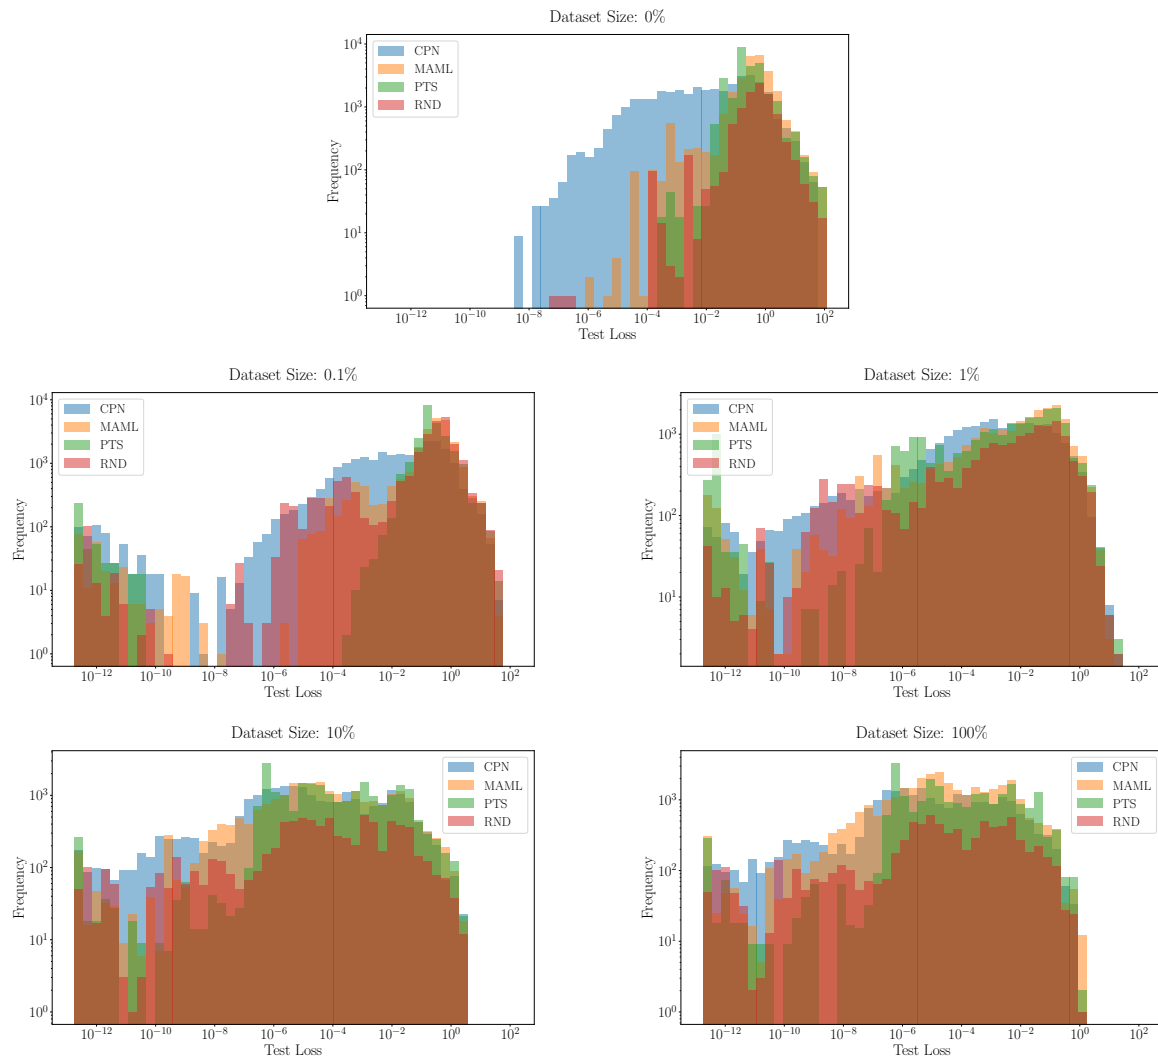 Dataset Size: 0%
CPN
MAML
PTS
RND
10^4
10^3
10^2
10^1
10^0
Frequency
10^-12 10^-10 10^-8 10^-6 10^-4 10^-2 10^0 10^2
Test Loss
Dataset Size: 0.1%
CPN
MAML
PTS
RND
10^4
10^3
10^2
10^1
10^0
Frequency
10^-12 10^-10 10^-8 10^-6 10^-4 10^-2 10^0 10^2
Test Loss
Dataset Size: 1%
CPN
MAML
PTS
RND
10^3
10^2
10^1
Frequency
10^-12 10^-10 10^-8 10^-6 10^-4 10^-2 10^0 10^2
Test Loss
Dataset Size: 10%
CPN
MAML
PTS
RND
10^3
10^2
10^1
10^0
Frequency
10^-12 10^-10 10^-8 10^-6 10^-4 10^-2 10^0 10^2
Test Loss
Dataset Size: 100%
CPN
MAML
PTS
RND
10^3
10^2
10^1
10^0
Frequency
10^-12 10^-10 10^-8 10^-6 10^-4 10^-2 10^0 10^2
Test Loss